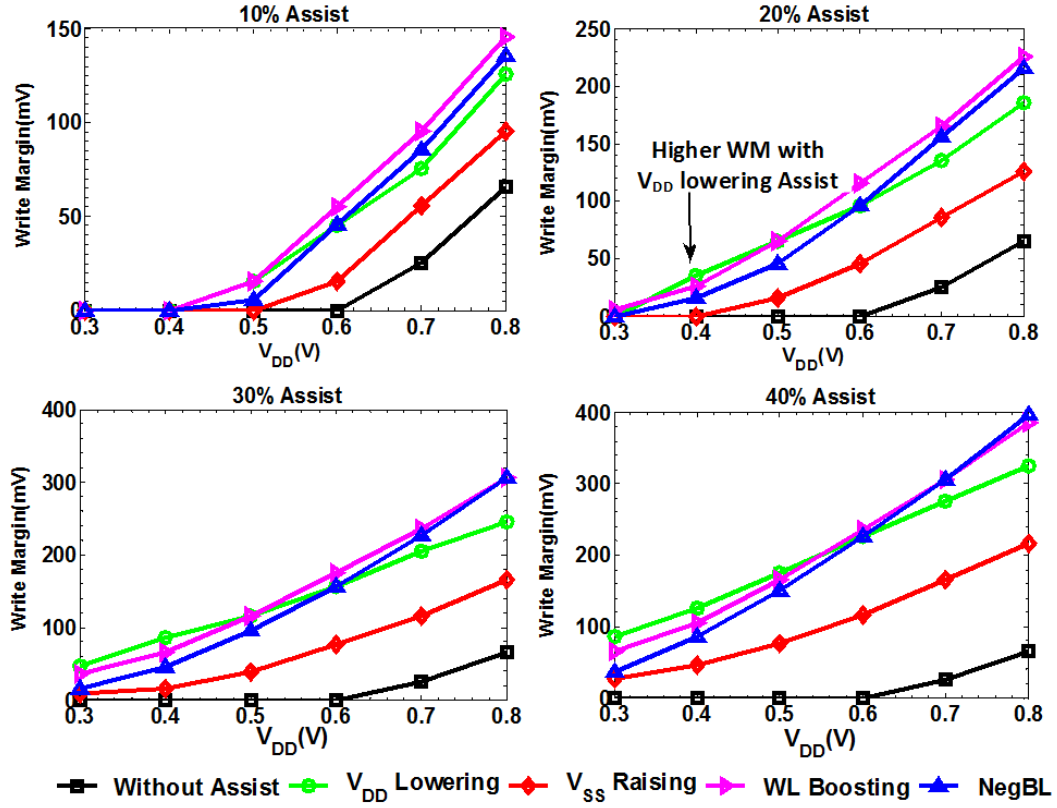 10% Assist
Write Margin(mV)
150
100
50
0
0.3 0.4 0.5 0.6 0.7 0.8
VDD(V)
20% Assist
Write Margin(mV)
250
200
150
100
50
0
Higher WM with
VDD lowering Assist
0.3 0.4 0.5 0.6 0.7 0.8
VDD(V)
30% Assist
Write Margin(mV)
400
300
200
100
0
0.3 0.4 0.5 0.6 0.7 0.8
VDD(V)
40% Assist
Write Margin(mV)
400
300
200
100
0
0.3 0.4 0.5 0.6 0.7 0.8
VDD(V)
Without Assist VDD Lowering VSS Raising WL Boosting NegBL